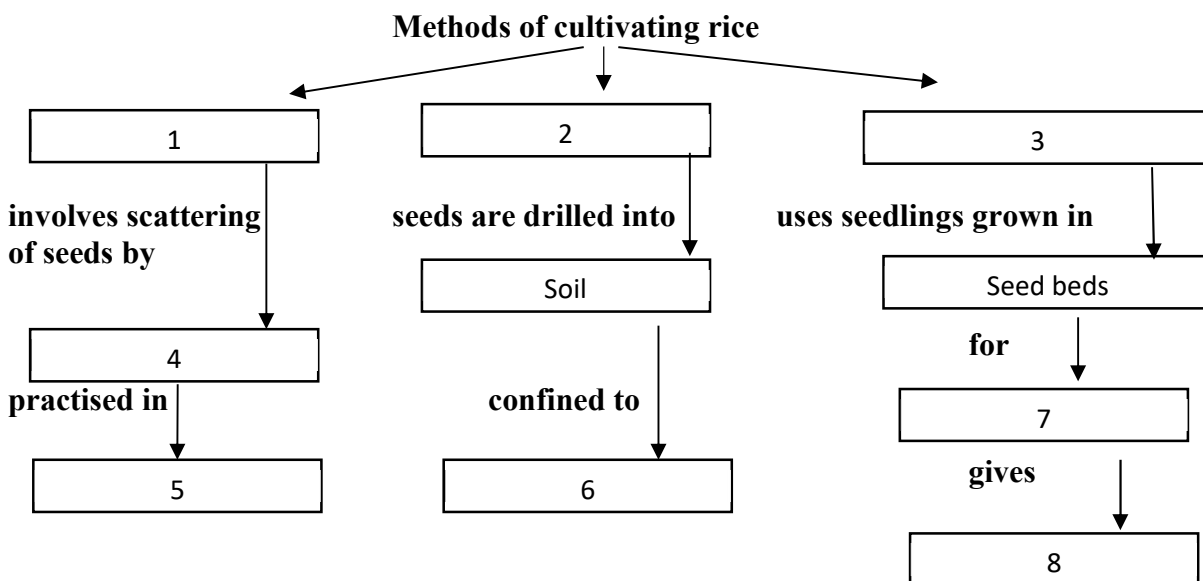 Methods of cultivating rice
1
2
3
involves scattering
of seeds by
seeds are drilled into
uses seedlings grown in
Soil
Seed beds
4
for
practised in
confined to
7
5
6
gives
8